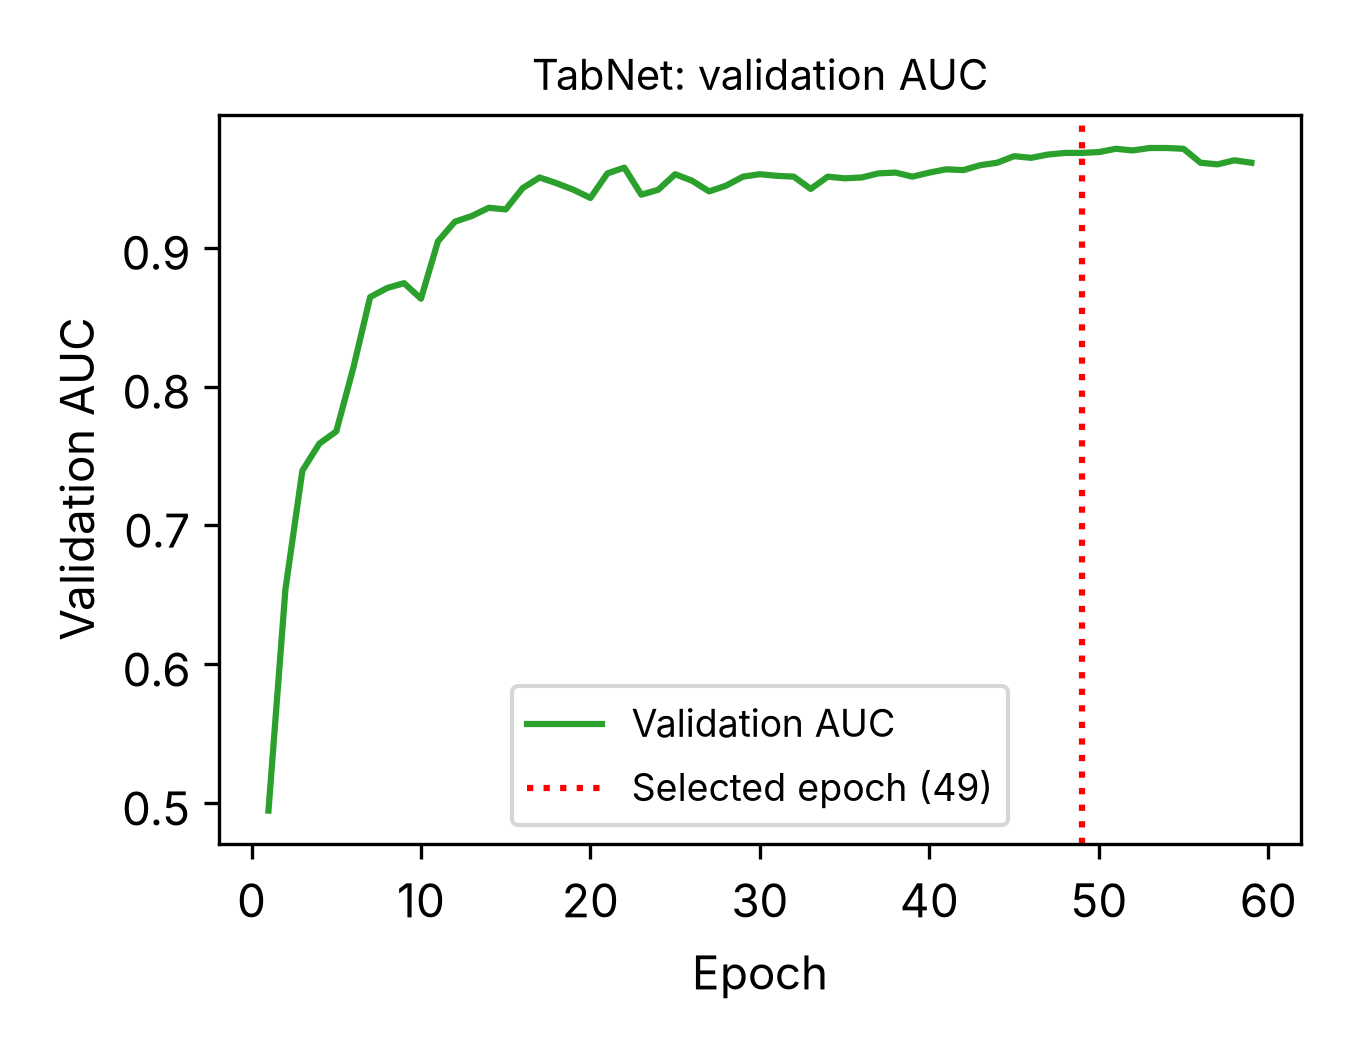 TabNet: validation AUC
Validation AUC
0.9
0.8
0.7
0.6
0.5
Validation AUC
Selected epoch (49)
0 10 20 30 40 50 60
Epoch